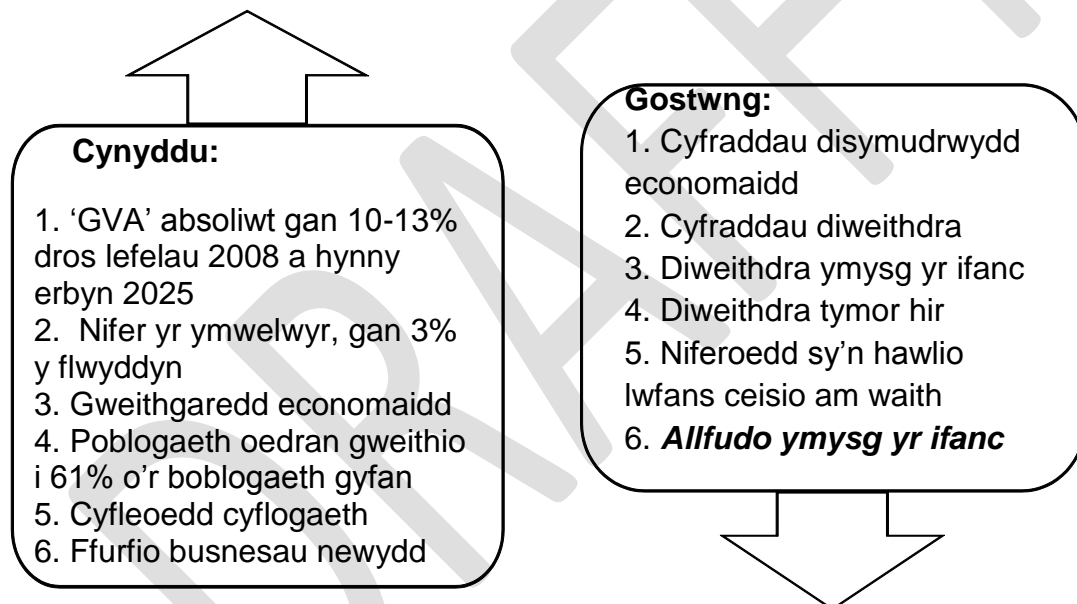 Cynyddu:
1. ‘GVA’ absoliwt gan 10-13%
dros lefelau 2008 a hynny
erbyn 2025
2. Nifer yr ymwelwyr, gan 3%
y flwyddyn
3. Gweithgaredd economaidd
4. Poblogaeth oedran gweithio
i 61% o’r boblogaeth gyfan
5. Cyfleoedd cyflogaeth
6. Ffurfio busnesau newydd
Gostwng:
1. Cyfraddau disymudrwydd
economaidd
2. Cyfraddau diweithdra
3. Diweithdra ymysg yr ifanc
4. Diweithdra tymor hir
5. Niferoedd sy’n hawlio
lwfans ceisio am waith
6. Allfudo ymysg yr ifanc
DRAFT